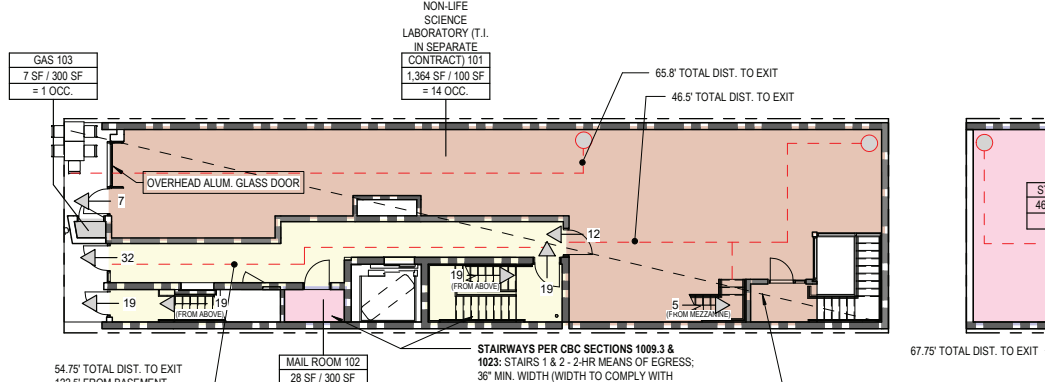 NON-LIFE
SCIENCE
LABORATORY (T.I.
IN SEPARATE
CONTRACT) 101
1,364 SF / 100 SF
= 14 OCC.
GAS 103
7 SF / 300 SF
= 1 OCC.
65.8' TOTAL DIST. TO EXIT
46.5' TOTAL DIST. TO EXIT
OVERHEAD ALUM. GLASS DOOR
7
12
32
19
(FROM ABOVE)
19
19
19
(FROM ABOVE)
5
(FROM MEZZANINE)
54.75' TOTAL DIST. TO EXIT
MAIL ROOM 102
28 SF / 300 SF
STAIRWAYS PER CBC SECTIONS 1009.3 &
1023: STAIRS 1 & 2 - 2-HR MEANS OF EGRESS;
36" MIN. WIDTH (WIDTH TO COMPLY WITH
67.75' TOTAL DIST. TO EXIT